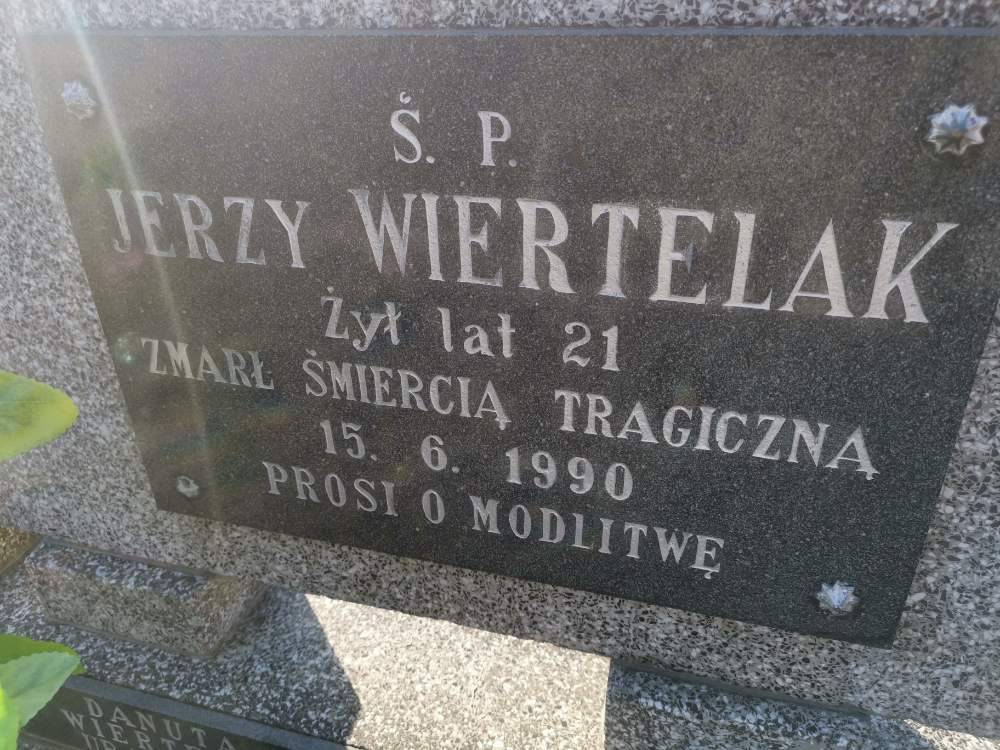 Ś. P.
JERZY WIERTELAK
Żył lat 21
ZMARŁ ŚMIERCIĄ TRAGICZNĄ
15. 6. 1990
PROSI O MODLITWĘ
DANUTA